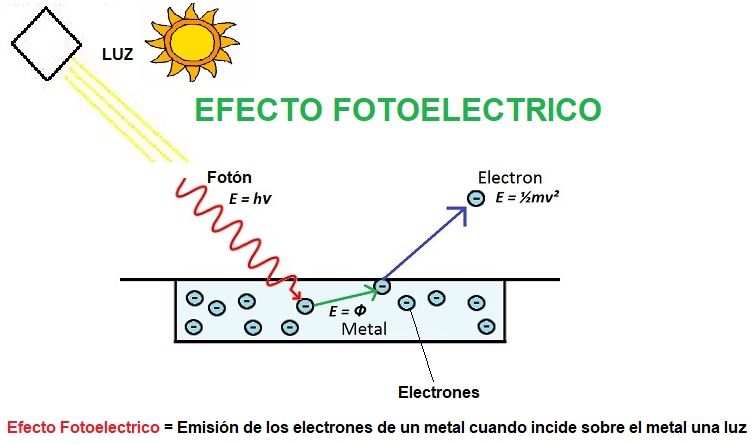 LUZ
EFECTO FOTOELECTRICO
Fotón
E = hv
Electron
E = ½mv²
E = Φ
Metal
Electrones
Efecto Fotoelectrico = Emisión de los electrones de un metal cuando incide sobre el metal una luz